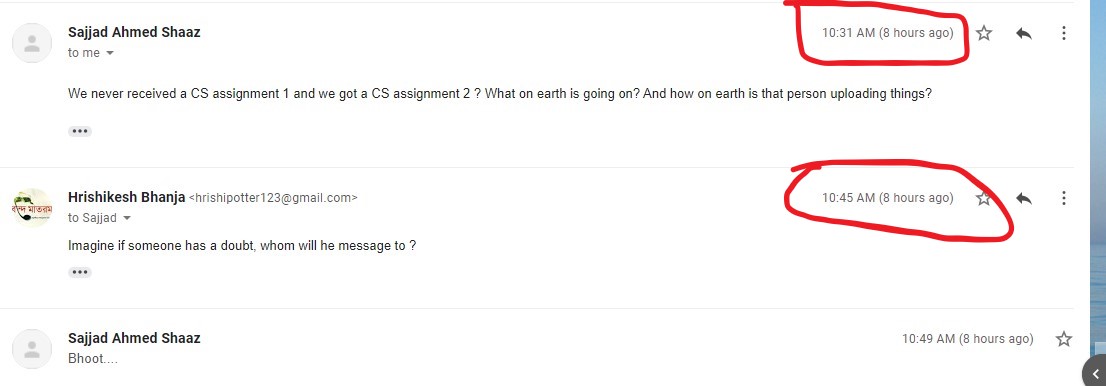 Sajjad Ahmed Shaaz 10:31 AM (8 hours ago)
to me
We never received a CS assignment 1 and we got a CS assignment 2 ? What on earth is going on? And how on earth is that person uploading things?
Hrishikesh Bhanja <hrishipotter123@gmail.com> 10:45 AM (8 hours ago)
to Sajjad
Imagine if someone has a doubt, whom will he message to ?
Sajjad Ahmed Shaaz 10:49 AM (8 hours ago)
Bhoot....